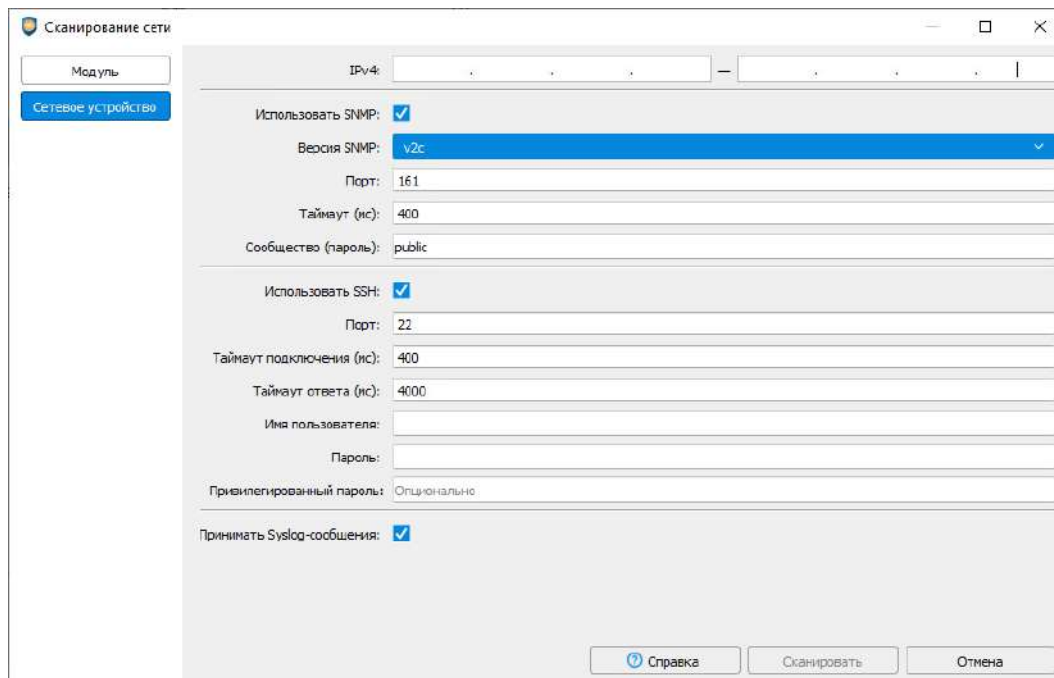 Сканирование сети
Модуль
Сетевое устройство
IPv4: . . . — . . .
Использовать SNMP:
Версия SNMP: v2c
Порт: 161
Таймаут (мс): 400
Сообщество (пароль): public
Использовать SSH:
Порт: 22
Таймаут подключения (мс): 400
Таймаут ответа (мс): 4000
Имя пользователя:
Пароль:
Привилегированный пароль: Опционально
Принимать Syslog-сообщения:
Справка
Сканировать
Отмена